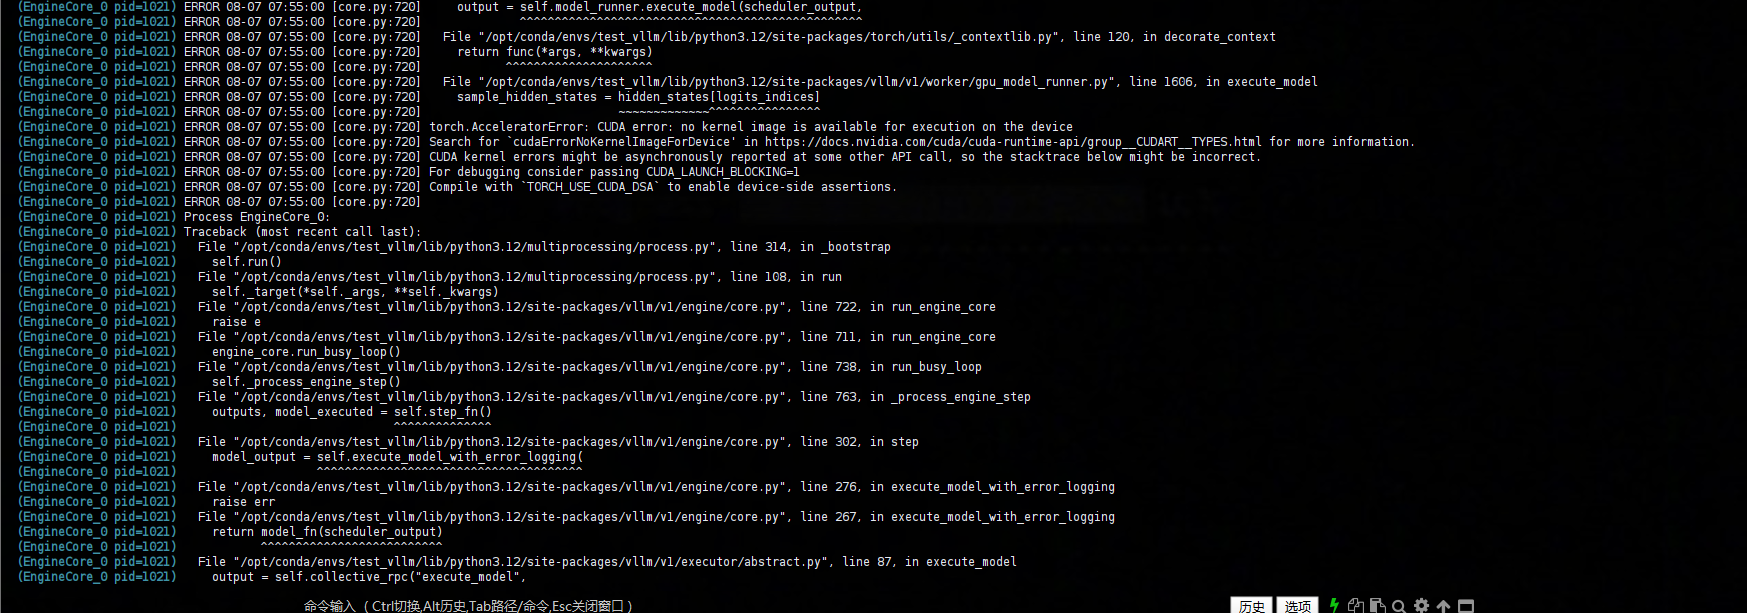 (EngineCore_0 pid=1021) ERROR 08-07 07:55:00 [core.py:720]     output = self.model_runner.execute_model(scheduler_output,
(EngineCore_0 pid=1021) ERROR 08-07 07:55:00 [core.py:720]              ^^^^^^^^^^^^^^^^^^^^^^^^^^^^^^^^^^^^^^^^^^^^^^^^^
(EngineCore_0 pid=1021) ERROR 08-07 07:55:00 [core.py:720]   File "/opt/conda/envs/test_vllm/lib/python3.12/site-packages/torch/utils/_contextlib.py", line 120, in decorate_context
(EngineCore_0 pid=1021) ERROR 08-07 07:55:00 [core.py:720]     return func(*args, **kwargs)
(EngineCore_0 pid=1021) ERROR 08-07 07:55:00 [core.py:720]            ^^^^^^^^^^^^^^^^^^^^^
(EngineCore_0 pid=1021) ERROR 08-07 07:55:00 [core.py:720]   File "/opt/conda/envs/test_vllm/lib/python3.12/site-packages/vllm/v1/worker/gpu_model_runner.py", line 1606, in execute_model
(EngineCore_0 pid=1021) ERROR 08-07 07:55:00 [core.py:720]     sample_hidden_states = hidden_states[logits_indices]
(EngineCore_0 pid=1021) ERROR 08-07 07:55:00 [core.py:720]                            ~~~~~~~~~~~~~^^^^^^^^^^^^^^^^
(EngineCore_0 pid=1021) ERROR 08-07 07:55:00 [core.py:720] torch.AcceleratorError: CUDA error: no kernel image is available for execution on the device
(EngineCore_0 pid=1021) ERROR 08-07 07:55:00 [core.py:720] Search for `cudaErrorNoKernelImageForDevice' in https://docs.nvidia.com/cuda/cuda-runtime-api/group__CUDART__TYPES.html for more information.
(EngineCore_0 pid=1021) ERROR 08-07 07:55:00 [core.py:720] CUDA kernel errors might be asynchronously reported at some other API call, so the stacktrace below might be incorrect.
(EngineCore_0 pid=1021) ERROR 08-07 07:55:00 [core.py:720] For debugging consider passing CUDA_LAUNCH_BLOCKING=1
(EngineCore_0 pid=1021) ERROR 08-07 07:55:00 [core.py:720] Compile with `TORCH_USE_CUDA_DSA` to enable device-side assertions.
(EngineCore_0 pid=1021) ERROR 08-07 07:55:00 [core.py:720]
(EngineCore_0 pid=1021) Process EngineCore_0:
(EngineCore_0 pid=1021) Traceback (most recent call last):
(EngineCore_0 pid=1021)   File "/opt/conda/envs/test_vllm/lib/python3.12/multiprocessing/process.py", line 314, in _bootstrap
(EngineCore_0 pid=1021)     self.run()
(EngineCore_0 pid=1021)   File "/opt/conda/envs/test_vllm/lib/python3.12/multiprocessing/process.py", line 108, in run
(EngineCore_0 pid=1021)     self._target(*self._args, **self._kwargs)
(EngineCore_0 pid=1021)   File "/opt/conda/envs/test_vllm/lib/python3.12/site-packages/vllm/v1/engine/core.py", line 722, in run_engine_core
(EngineCore_0 pid=1021)     raise e
(EngineCore_0 pid=1021)   File "/opt/conda/envs/test_vllm/lib/python3.12/site-packages/vllm/v1/engine/core.py", line 711, in run_engine_core
(EngineCore_0 pid=1021)     engine_core.run_busy_loop()
(EngineCore_0 pid=1021)   File "/opt/conda/envs/test_vllm/lib/python3.12/site-packages/vllm/v1/engine/core.py", line 738, in run_busy_loop
(EngineCore_0 pid=1021)     self._process_engine_step()
(EngineCore_0 pid=1021)   File "/opt/conda/envs/test_vllm/lib/python3.12/site-packages/vllm/v1/engine/core.py", line 763, in _process_engine_step
(EngineCore_0 pid=1021)     outputs, model_executed = self.step_fn()
(EngineCore_0 pid=1021)                               ^^^^^^^^^^^^^^
(EngineCore_0 pid=1021)   File "/opt/conda/envs/test_vllm/lib/python3.12/site-packages/vllm/v1/engine/core.py", line 302, in step
(EngineCore_0 pid=1021)     model_output = self.execute_model_with_error_logging(
(EngineCore_0 pid=1021)                    ^^^^^^^^^^^^^^^^^^^^^^^^^^^^^^^^^^^^^^
(EngineCore_0 pid=1021)   File "/opt/conda/envs/test_vllm/lib/python3.12/site-packages/vllm/v1/engine/core.py", line 276, in execute_model_with_error_logging
(EngineCore_0 pid=1021)     raise err
(EngineCore_0 pid=1021)   File "/opt/conda/envs/test_vllm/lib/python3.12/site-packages/vllm/v1/engine/core.py", line 267, in execute_model_with_error_logging
(EngineCore_0 pid=1021)     return model_fn(scheduler_output)
(EngineCore_0 pid=1021)            ^^^^^^^^^^^^^^^^^^^^^^^^^^
(EngineCore_0 pid=1021)   File "/opt/conda/envs/test_vllm/lib/python3.12/site-packages/vllm/v1/executor/abstract.py", line 87, in execute_model
(EngineCore_0 pid=1021)     output = self.collective_rpc("execute_model",
命令输入 （Ctrl切换,Alt历史,Tab路径/命令,Esc关闭窗口） 历史 选项